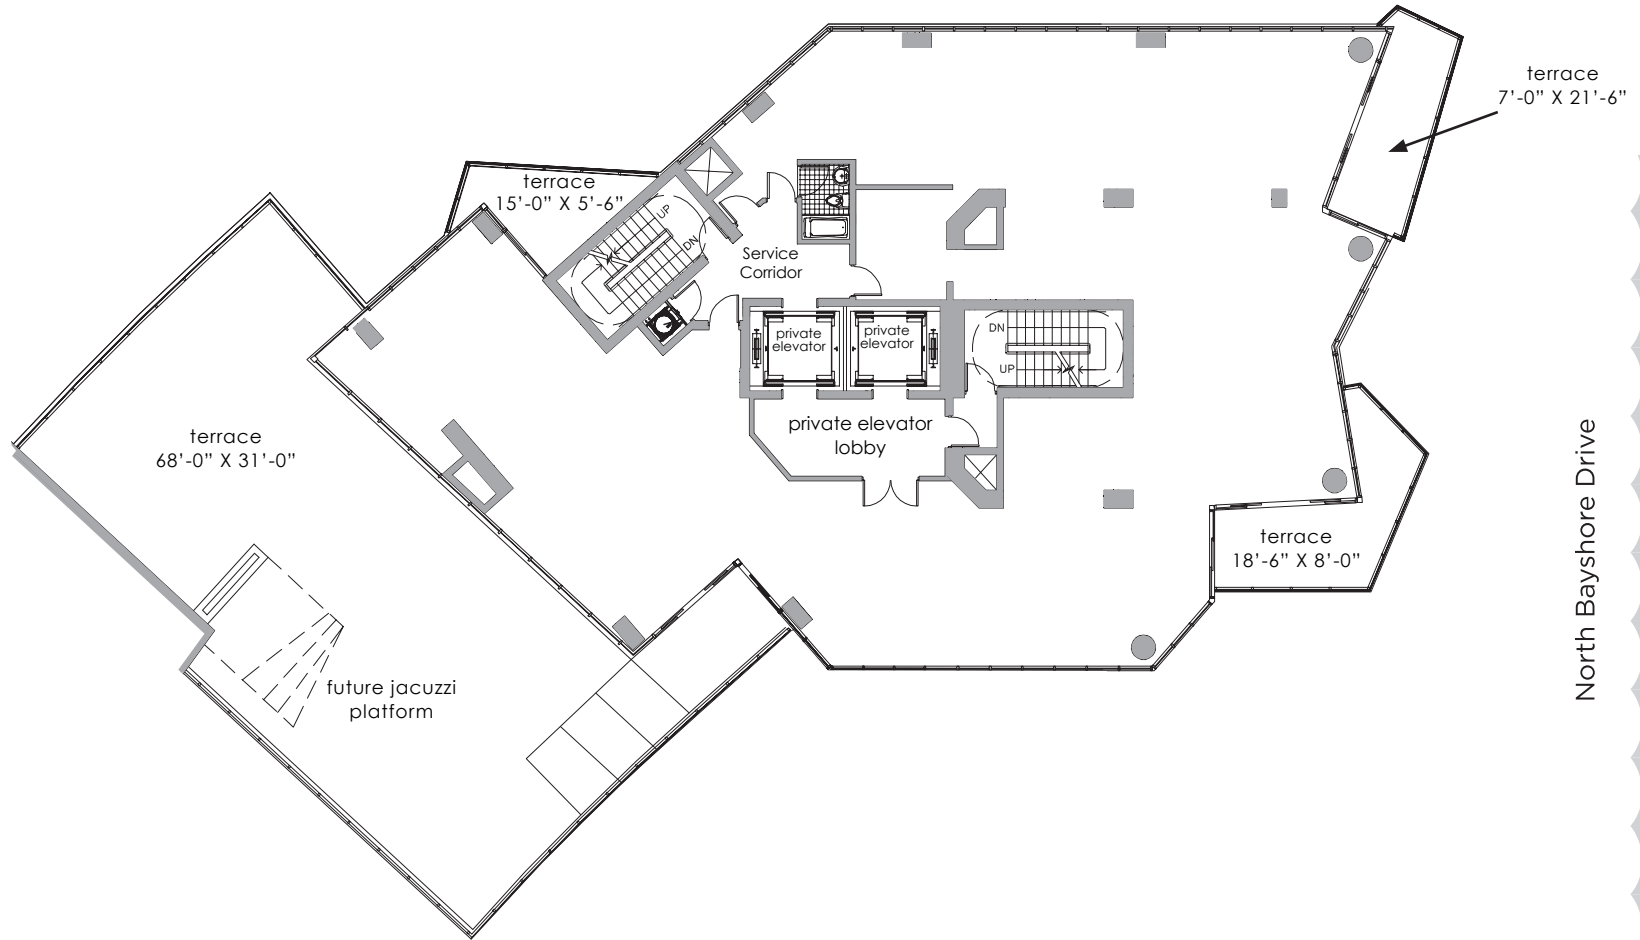 terrace
7’-0” X 21’-6”
terrace
15’-0” X 5’-6”
UP
DN
Service
Corridor
private
elevator
private
elevator
DN
UP
private elevator
lobby
terrace
68’-0” X 31’-0”
terrace
18’-6” X 8’-0”
future jacuzzi
platform
North Bayshore Drive